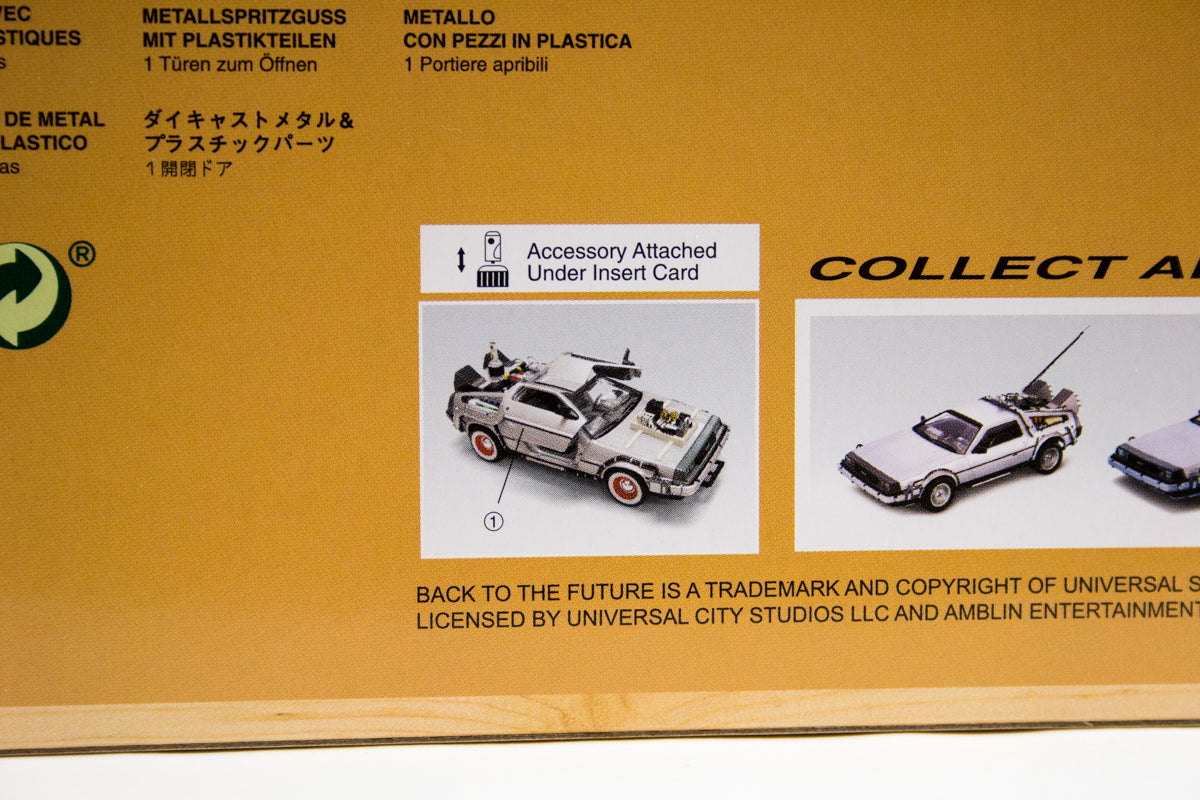 VEC
STIQUES
s
METALLSPRITZGUSS
MIT PLASTIKTEILEN
1 Türen zum Öffnen
METALLO
CON PEZZI IN PLASTICA
1 Portiere apribili
DE METAL
LASTICO
as
ダイキャストメタル&
プラスチックパーツ
1 開閉ドア
®
Accessory Attached
Under Insert Card
COLLECT A
①
BACK TO THE FUTURE IS A TRADEMARK AND COPYRIGHT OF UNIVERSAL S
LICENSED BY UNIVERSAL CITY STUDIOS LLC AND AMBLIN ENTERTAINMENT